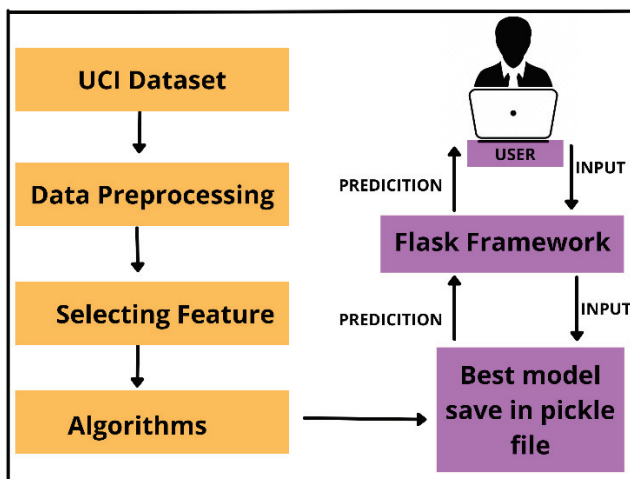 UCI Dataset
Data Preprocessing
Selecting Feature
Algorithms
USER
PREDICITION
INPUT
Flask Framework
PREDICITION
INPUT
Best model
save in pickle
file